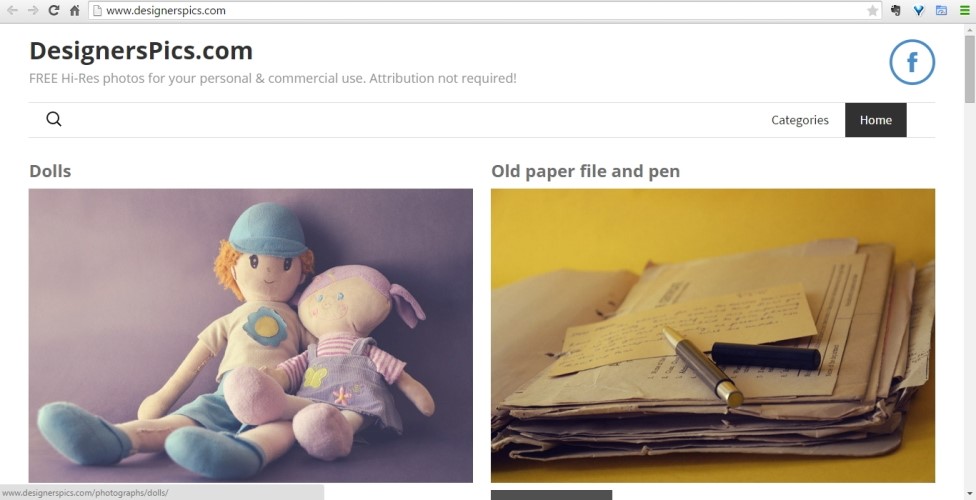 www.designerspics.com
DesignersPics.com
FREE Hi-Res photos for your personal & commercial use. Attribution not required!
f
Categories Home
Dolls
Old paper file and pen
www.designerspics.com/photographs/dolls/